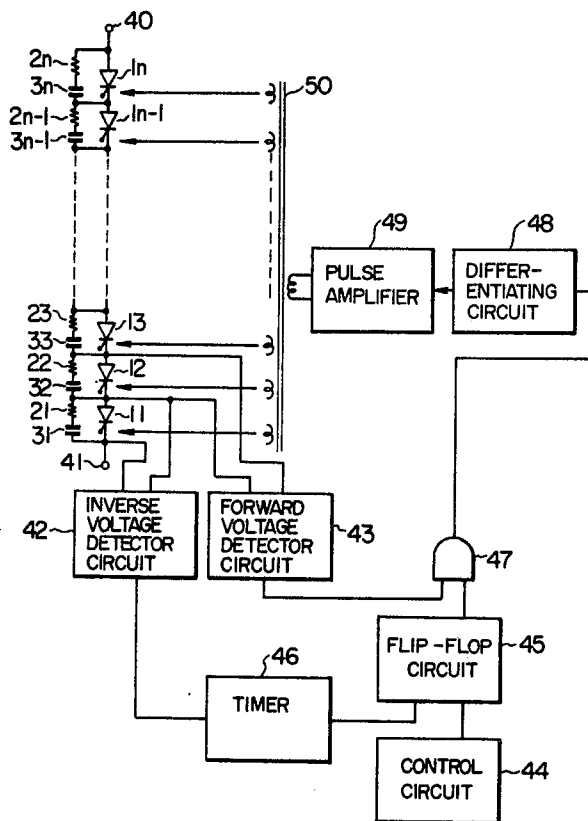 40
2n
1n
3n
50
2n-1
1n-1
3n-1
49
48
PULSE
AMPLIFIER
DIFFER-
ENTIATING
CIRCUIT
23
13
33
22
12
32
21
11
31
41
42
INVERSE
VOLTAGE
DETECTOR
CIRCUIT
FORWARD
VOLTAGE
DETECTOR
CIRCUIT
43
47
46
TIMER
FLIP-FLOP
CIRCUIT
45
CONTROL
CIRCUIT
44